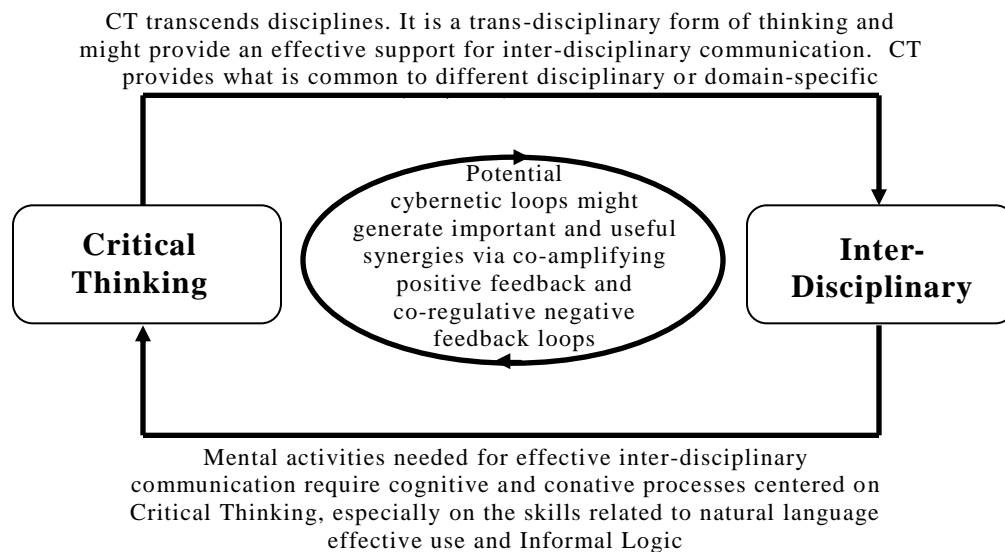 CT transcends disciplines. It is a trans-disciplinary form of thinking and
might provide an effective support for inter-disciplinary communication. CT
provides what is common to different disciplinary or domain-specific
Potential
cybernetic loops might
generate important and useful
synergies via co-amplifying
positive feedback and
co-regulative negative
feedback loops
Critical
Thinking
Inter-
Disciplinary
Mental activities needed for effective inter-disciplinary
communication require cognitive and conative processes centered on
Critical Thinking, especially on the skills related to natural language
effective use and Informal Logic